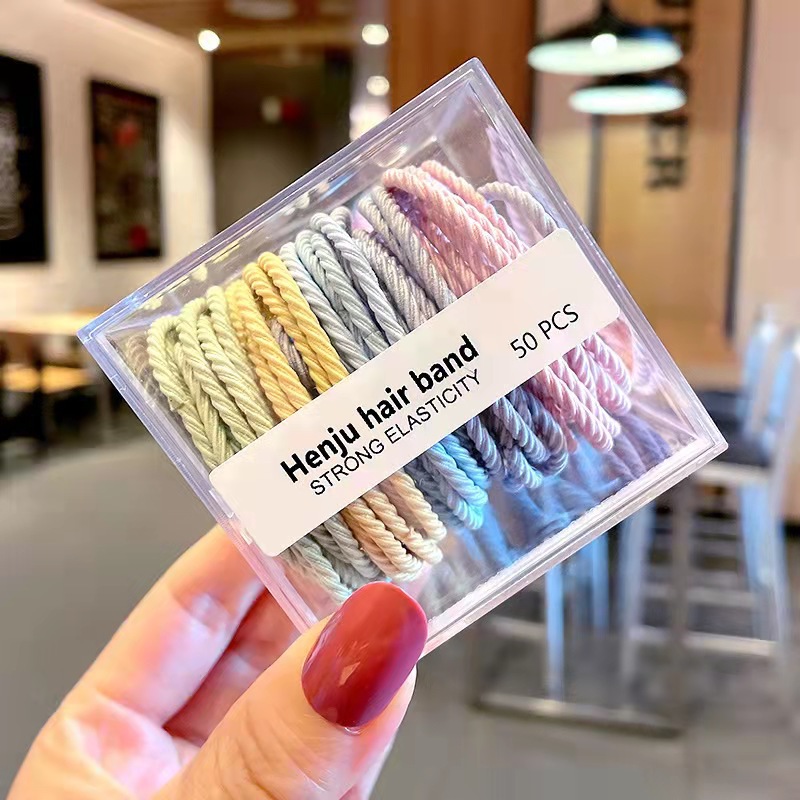 Henju hair band
STRONG ELASTICITY
50 PCS